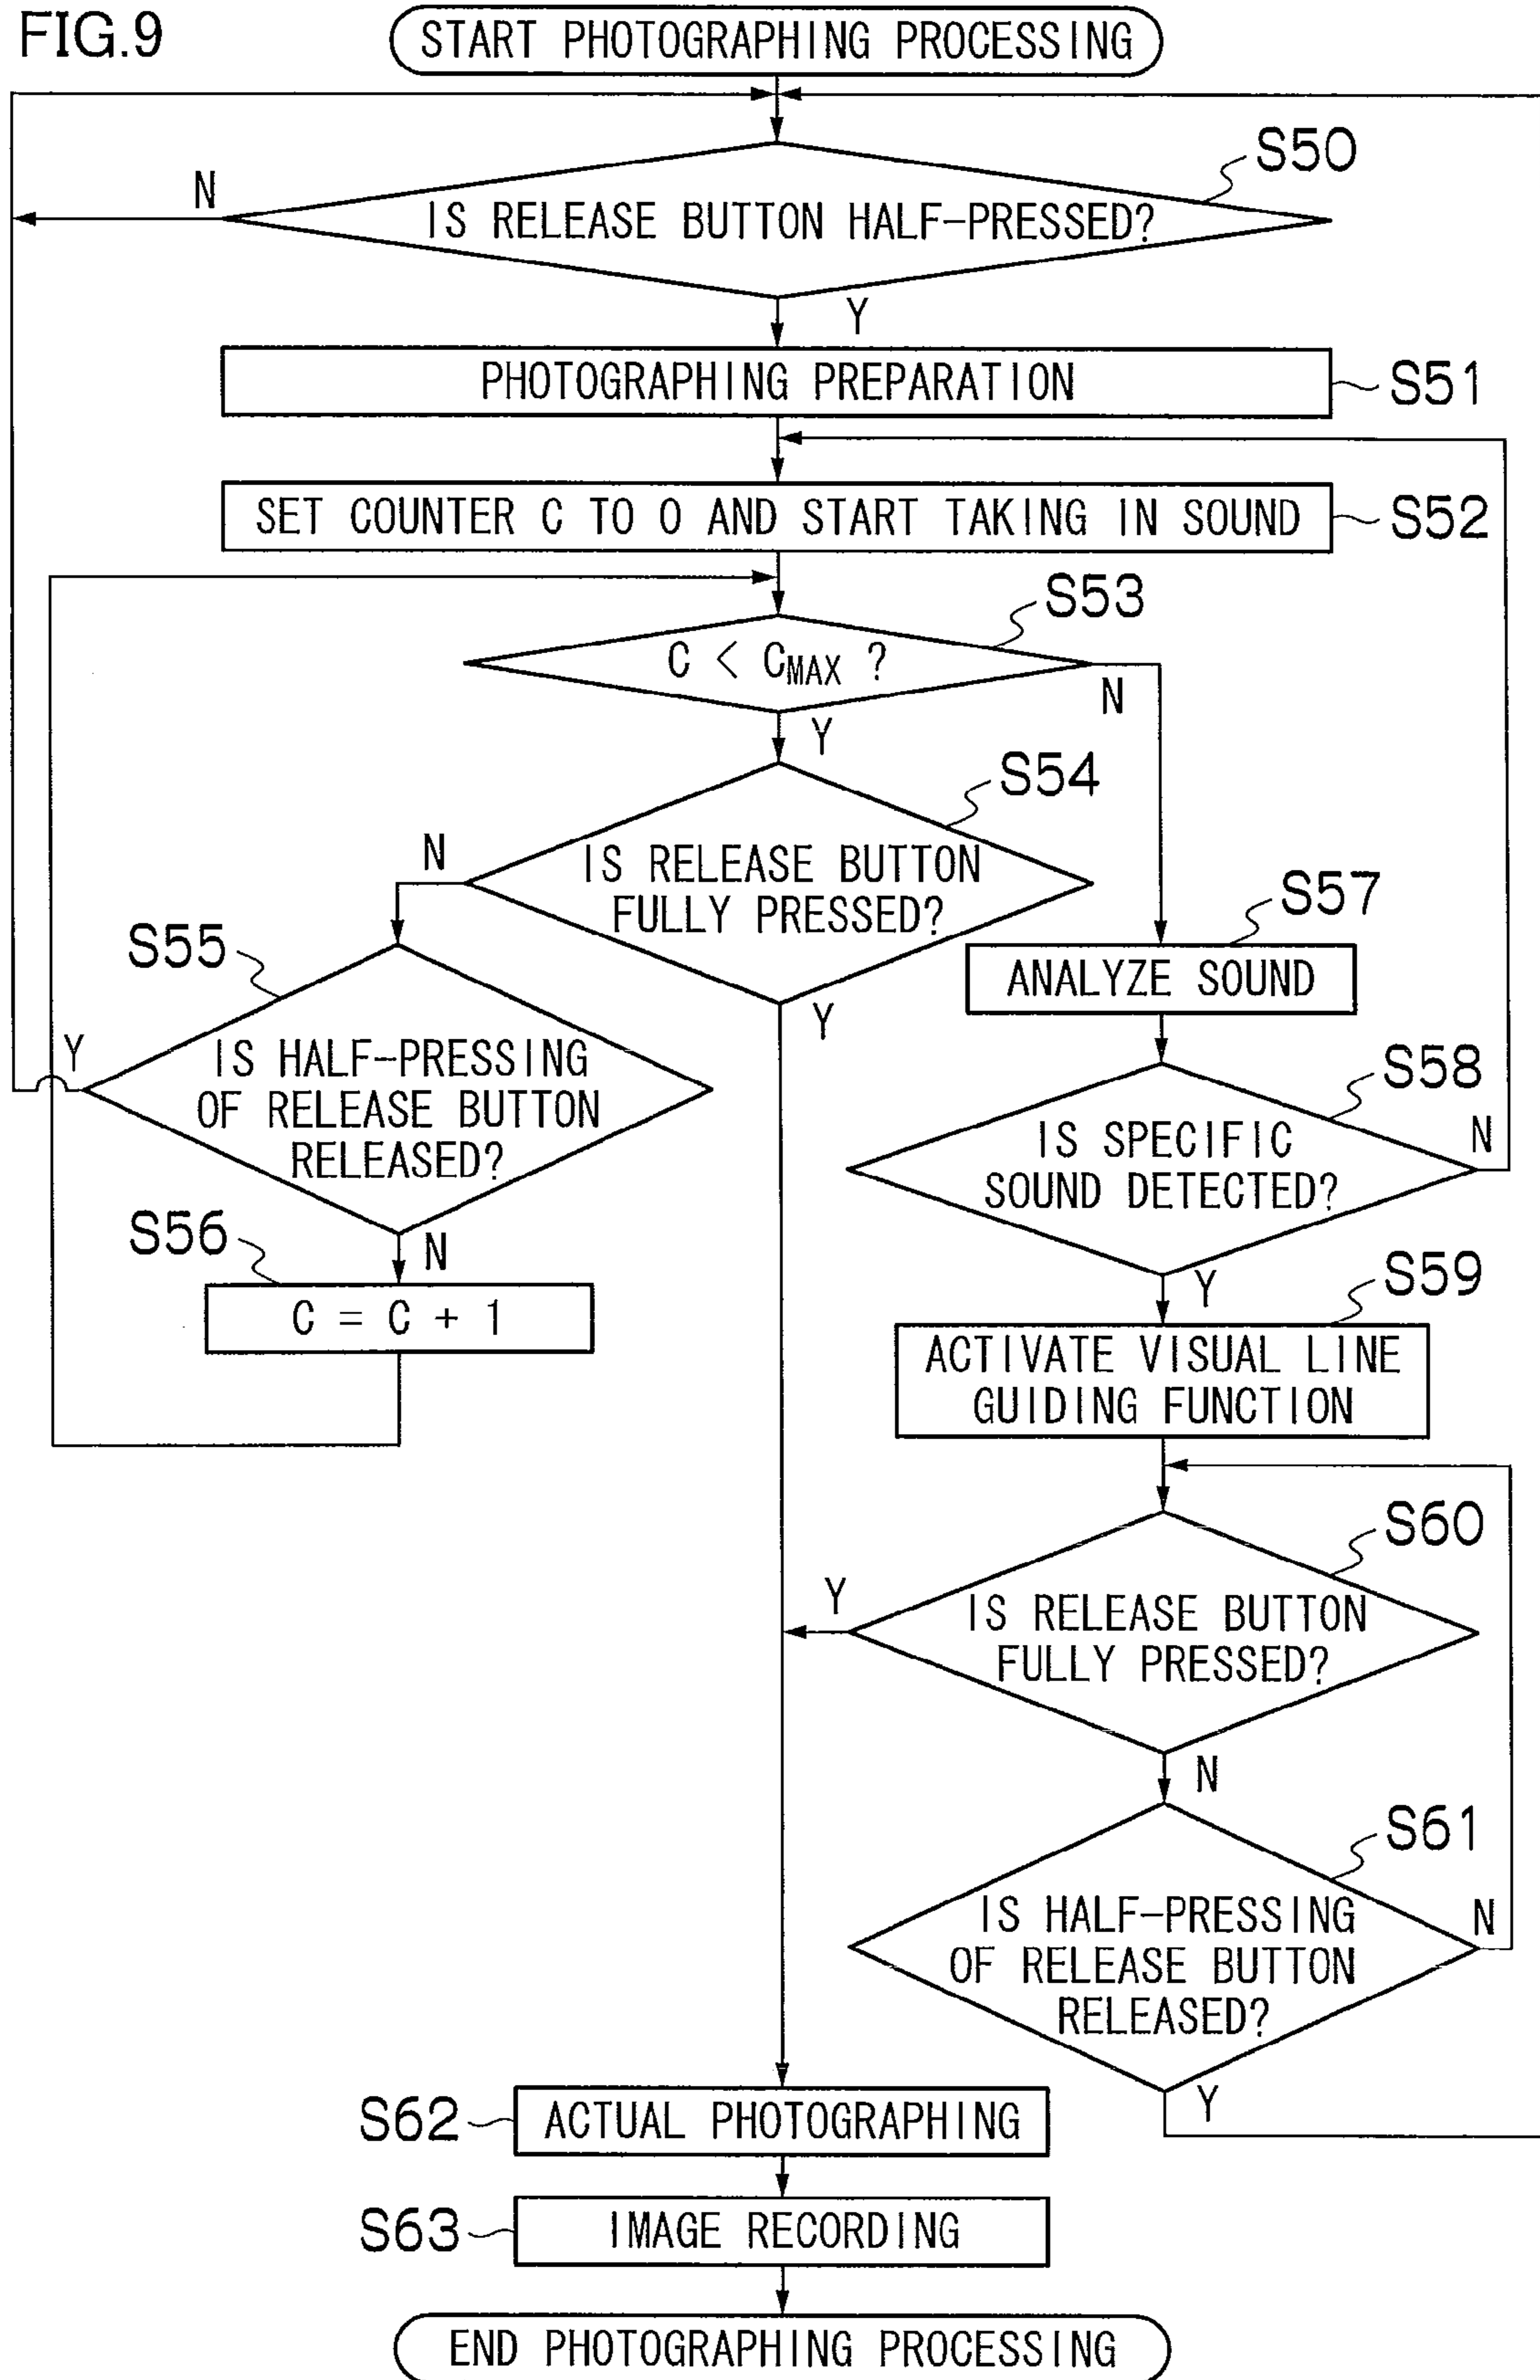 FIG.9
START PHOTOGRAPHING PROCESSING
S50
N
IS RELEASE BUTTON HALF-PRESSED?
Y
PHOTOGRAPHING PREPARATION
S51
SET COUNTER C TO 0 AND START TAKING IN SOUND
S52
S53
C < CMAX ?
N
Y
S54
N
IS RELEASE BUTTON
FULLY PRESSED?
Y
S55
Y
IS HALF-PRESSING
OF RELEASE BUTTON
RELEASED?
N
S56
C = C + 1
S57
ANALYZE SOUND
S58
IS SPECIFIC
SOUND DETECTED?
N
Y
S59
ACTIVATE VISUAL LINE
GUIDING FUNCTION
S60
Y
IS RELEASE BUTTON
FULLY PRESSED?
N
S61
IS HALF-PRESSING
OF RELEASE BUTTON
RELEASED?
N
Y
S62
ACTUAL PHOTOGRAPHING
S63
IMAGE RECORDING
END PHOTOGRAPHING PROCESSING